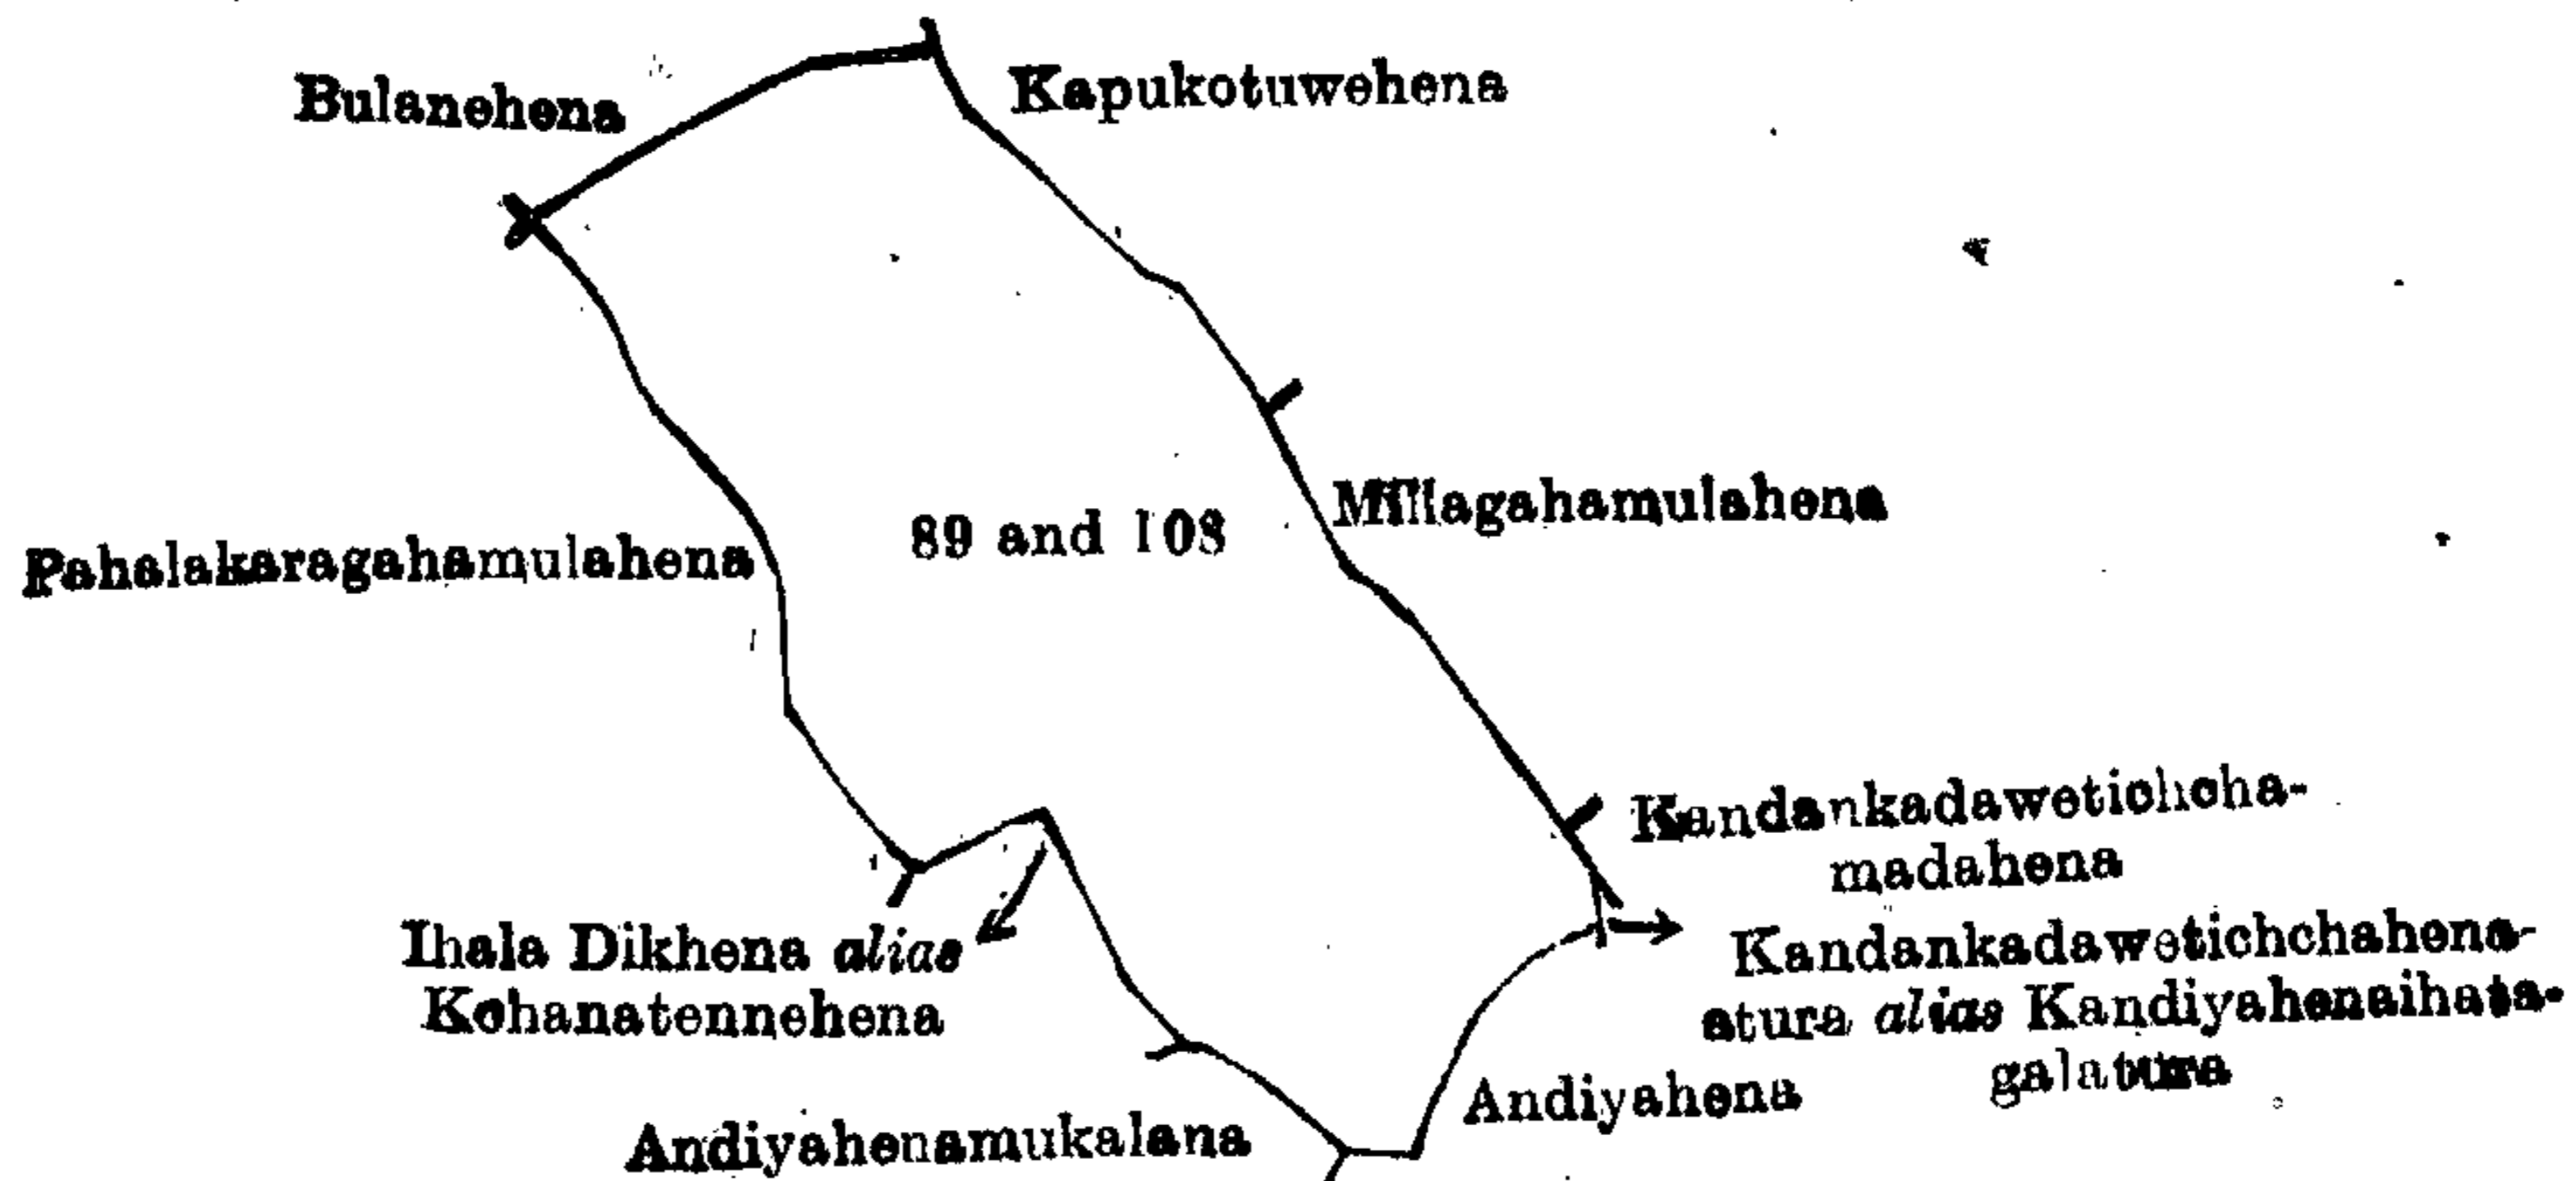 Bulanehena
Kapukotuwehena
Millagahamulahena
89 and 108
Pahalakaragahamulahena
Kandankadawetichcha-
madahena
Ihala Dikhena alias
Kohanatennehena
Kandankadawetichchahena-
atura alias Kandiyahenaihata-
galatura
Andiyahena
Andiyahenamukalana